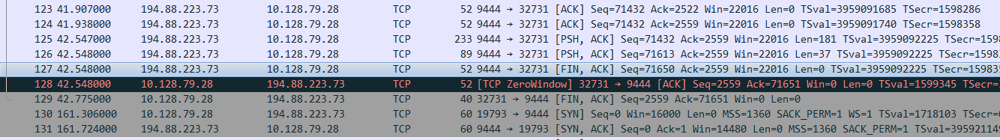 123 41.907000 194.88.223.73 10.128.79.28 TCP 52 9444 → 32731 [ACK] Seq=71432 Ack=2522 Win=22016 Len=0 TSval=3959091685 TSecr=1598286
124 41.938000 194.88.223.73 10.128.79.28 TCP 52 9444 → 32731 [ACK] Seq=71432 Ack=2559 Win=22016 Len=0 TSval=3959091740 TSecr=1598358
125 42.547000 194.88.223.73 10.128.79.28 TCP 233 9444 → 32731 [PSH, ACK] Seq=71432 Ack=2559 Win=22016 Len=181 TSval=3959092225 TSecr=1598
126 42.548000 194.88.223.73 10.128.79.28 TCP 89 9444 → 32731 [PSH, ACK] Seq=71613 Ack=2559 Win=22016 Len=37 TSval=3959092225 TSecr=1598
127 42.548000 194.88.223.73 10.128.79.28 TCP 52 9444 → 32731 [FIN, ACK] Seq=71650 Ack=2559 Win=22016 Len=0 TSval=3959092225 TSecr=159835
128 42.548000 10.128.79.28 194.88.223.73 TCP 52 [TCP ZeroWindow] 32731 → 9444 [ACK] Seq=2559 Ack=71651 Win=0 Len=0 TSval=1599345 TSecr=
129 42.775000 10.128.79.28 194.88.223.73 TCP 40 32731 → 9444 [FIN, ACK] Seq=2559 Ack=71651 Win=0 Len=0
130 161.306000 10.128.79.28 194.88.223.73 TCP 60 19793 → 9444 [SYN] Seq=0 Win=16000 Len=0 MSS=1360 SACK_PERM=1 WS=1 TSval=1718103 TSecr=0
131 161.724000 194.88.223.73 10.128.79.28 TCP 60 9444 → 19793 [SYN, ACK] Seq=0 Ack=1 Win=14480 Len=0 MSS=1360 SACK_PERM=1 TSval=395921149